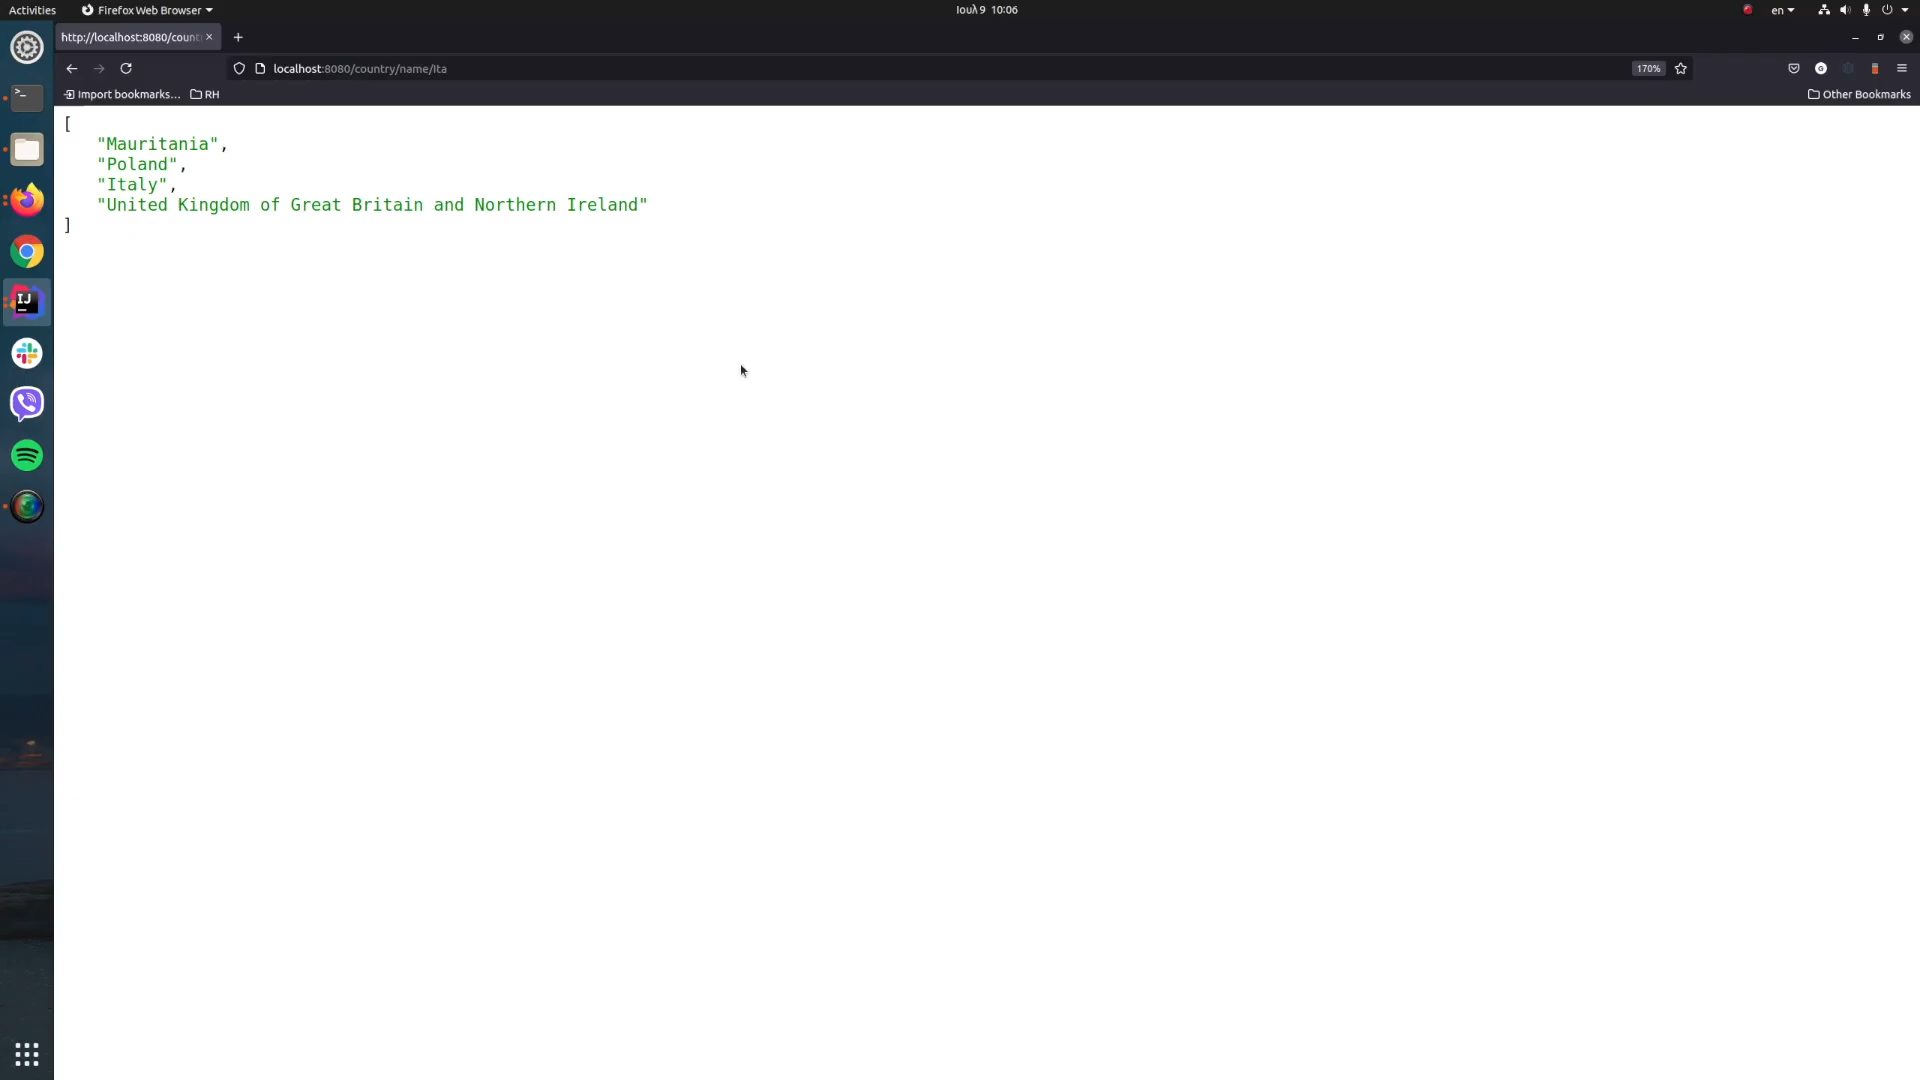 Activities
Firefox Web Browser
Ιουλ 9 10:06
en
http://localhost:8080/count
localhost:8080/country/name/Ita
170%
Import bookmarks...
RH
Other Bookmarks
[
"Mauritania",
"Poland",
"Italy",
"United Kingdom of Great Britain and Northern Ireland"
]
>_
IJ